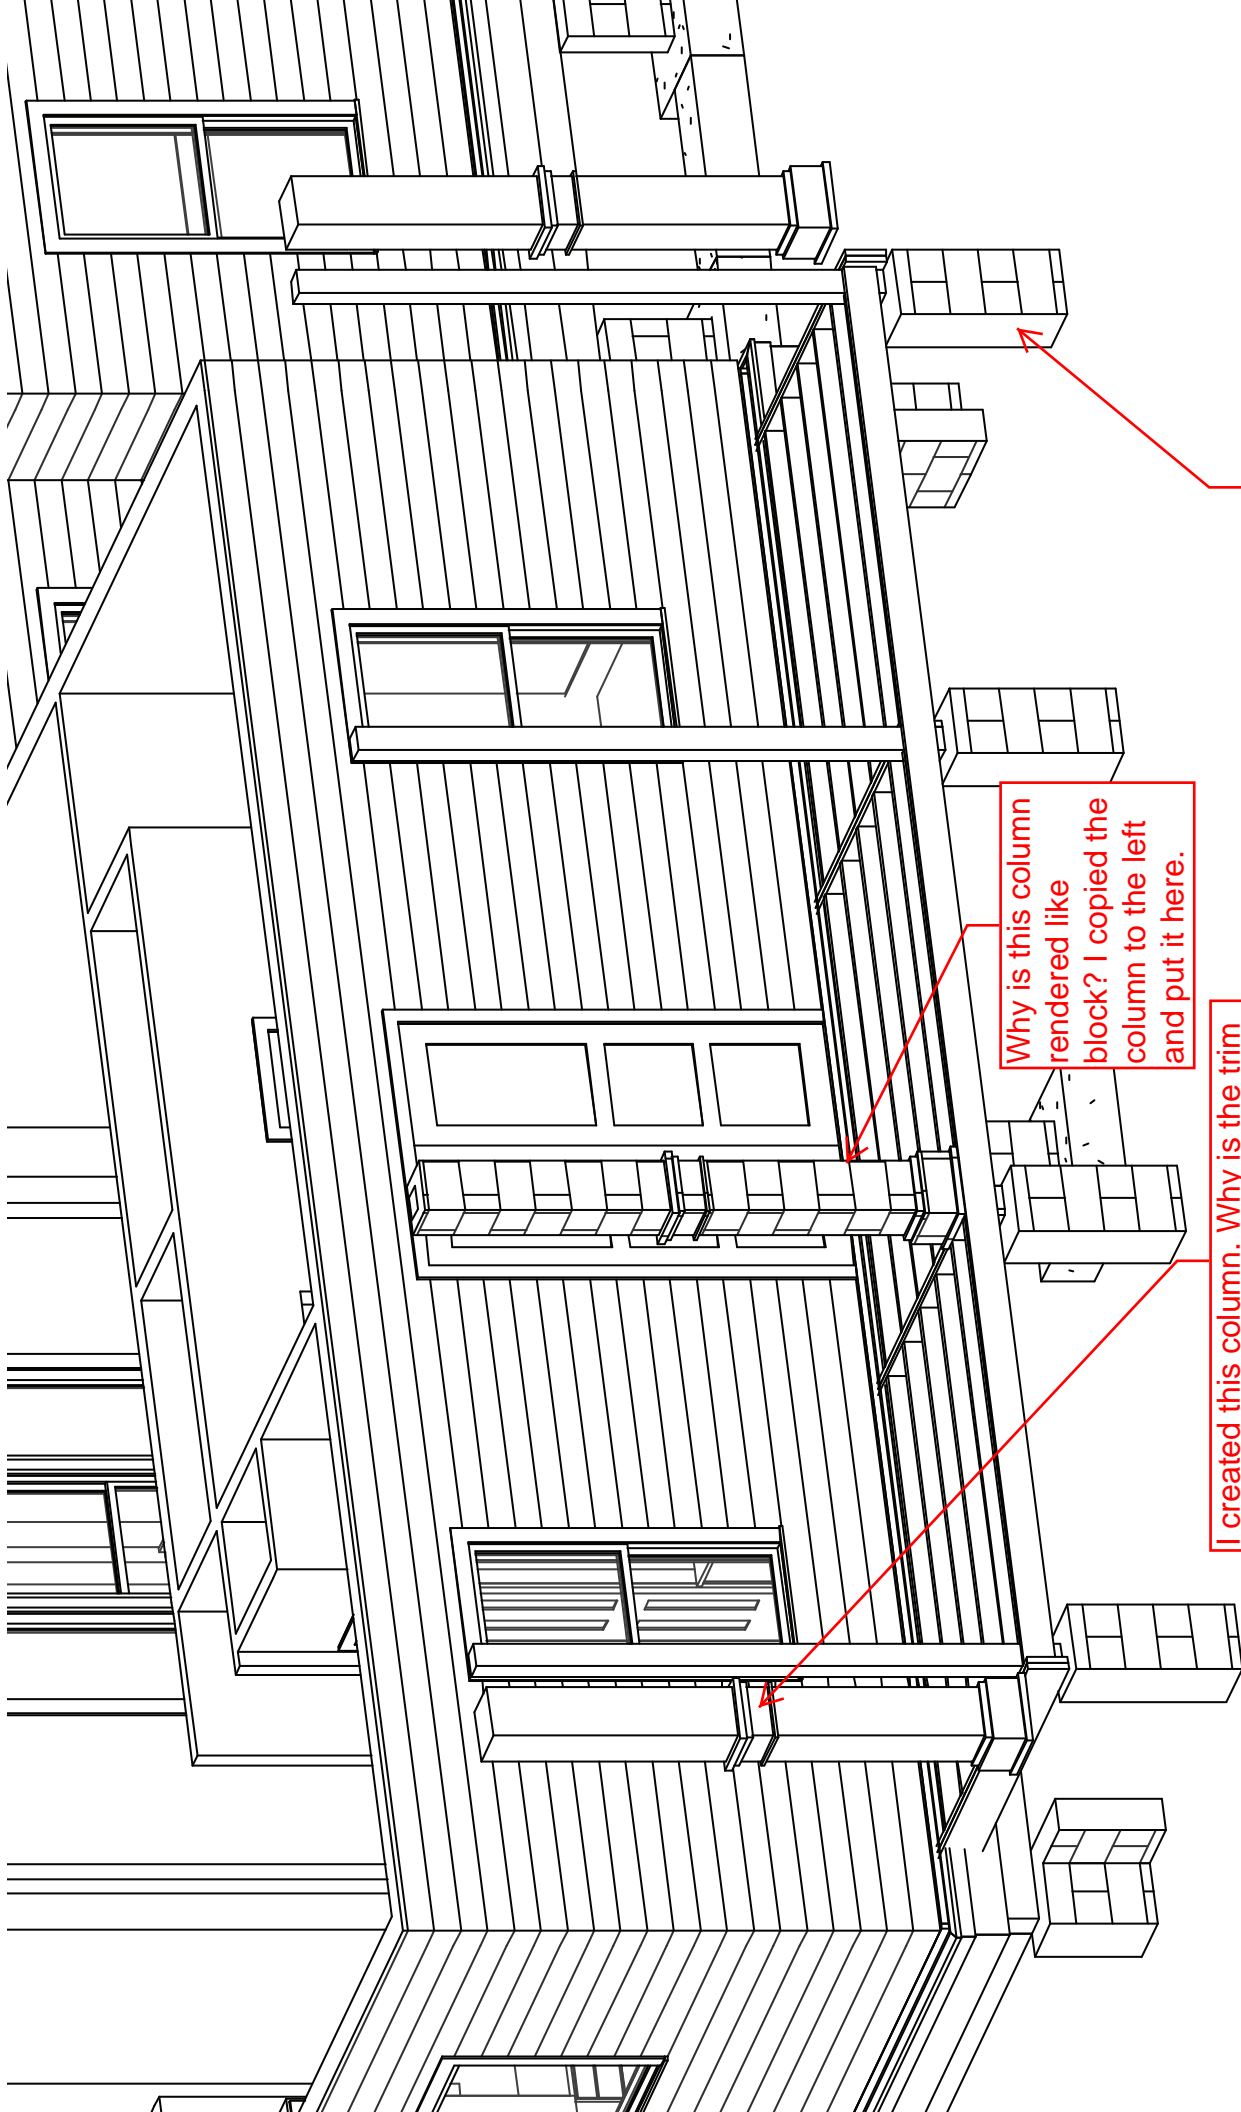 Why is this column
rendered like
block? I copied the
column to the left
and put it here.
I created this column. Why is the trim